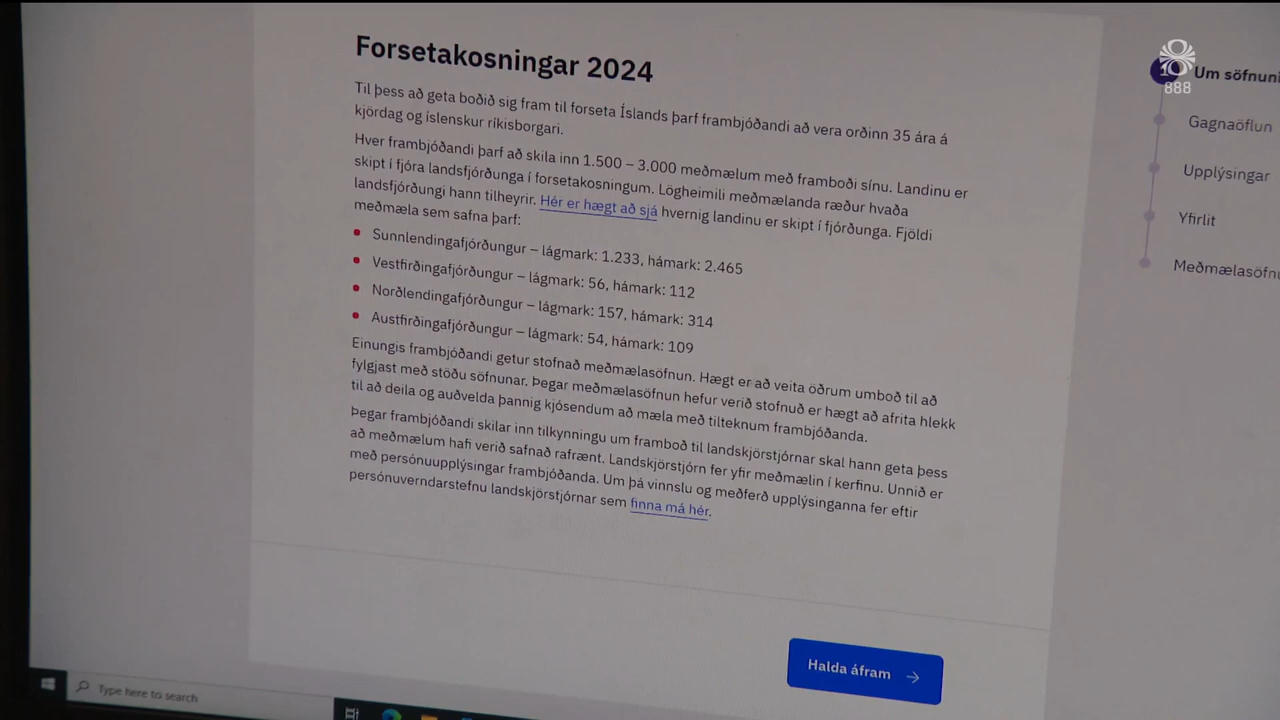 Forsetakosningar 2024
Til þess að geta boðið sig fram til forseta Íslands þarf frambjóðandi að vera orðinn 35 ára á
kjördag og íslenskur ríkisborgari.
Hver frambjóðandi þarf að skila inn 1.500 – 3.000 meðmælum með framboði sínu. Landinu er
skipt í fjóra landsfjórðunga í forsetakosningum. Lögheimili meðmælanda ræður hvaða
landsfjórðungi hann tilheyrir. Hér er hægt að sjá hvernig landinu er skipt í fjórðunga. Fjöldi
meðmæla sem safna þarf:
Sunnlendingafjórðungur – lágmark: 1.233, hámark: 2.465
Vestfirðingafjórðungur – lágmark: 56, hámark: 112
Norðlendingafjórðungur – lágmark: 157, hámark: 314
Austfirðingafjórðungur – lágmark: 54, hámark: 109
Einungis frambjóðandi getur stofnað meðmælasöfnun. Hægt er að veita öðrum umboð til að
fylgjast með stöðu söfnunar. Þegar meðmælasöfnun hefur verið stofnuð er hægt að afrita hlekk
til að deila og auðvelda þannig kjósendum að mæla með tilteknum frambjóðanda.
Þegar frambjóðandi skilar inn tilkynningu um framboð til landskjörstjórnar skal hann geta þess
að meðmælum hafi verið safnað rafrænt. Landskjörstjórn fer yfir meðmælin í kerfinu. Unnið er
með persónuupplýsingar frambjóðanda. Um þá vinnslu og meðferð upplýsinganna fer eftir
persónuverndarstefnu landskjörstjórnar sem finna má hér.
Halda áfram
Um söfnuni
Gagnaöflun
Upplýsingar
Yfirlit
Meðmælasöfnu
888
Type here to search